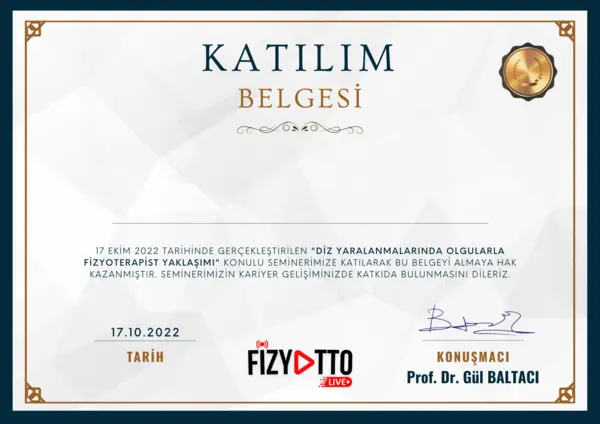 KATILIM
BELGESİ
17 EKİM 2022 TARİHİNDE GERÇEKLEŞTİRİLEN "DİZ YARALANMALARINDA OLGULARLA
FİZYOTERAPİST YAKLAŞIMI" KONULU SEMİNERİMİZE KATILARAK BU BELGEYİ ALMAYA HAK
KAZANMIŞTIR. SEMİNERİMİZİN KARİYER GELİŞİMİNİZDE KATKIDA BULUNMASINI DİLERİZ.
17.10.2022
TARİH
FİZYOTTO
LIVE
KONUŞMACI
Prof. Dr. Gül BALTACI